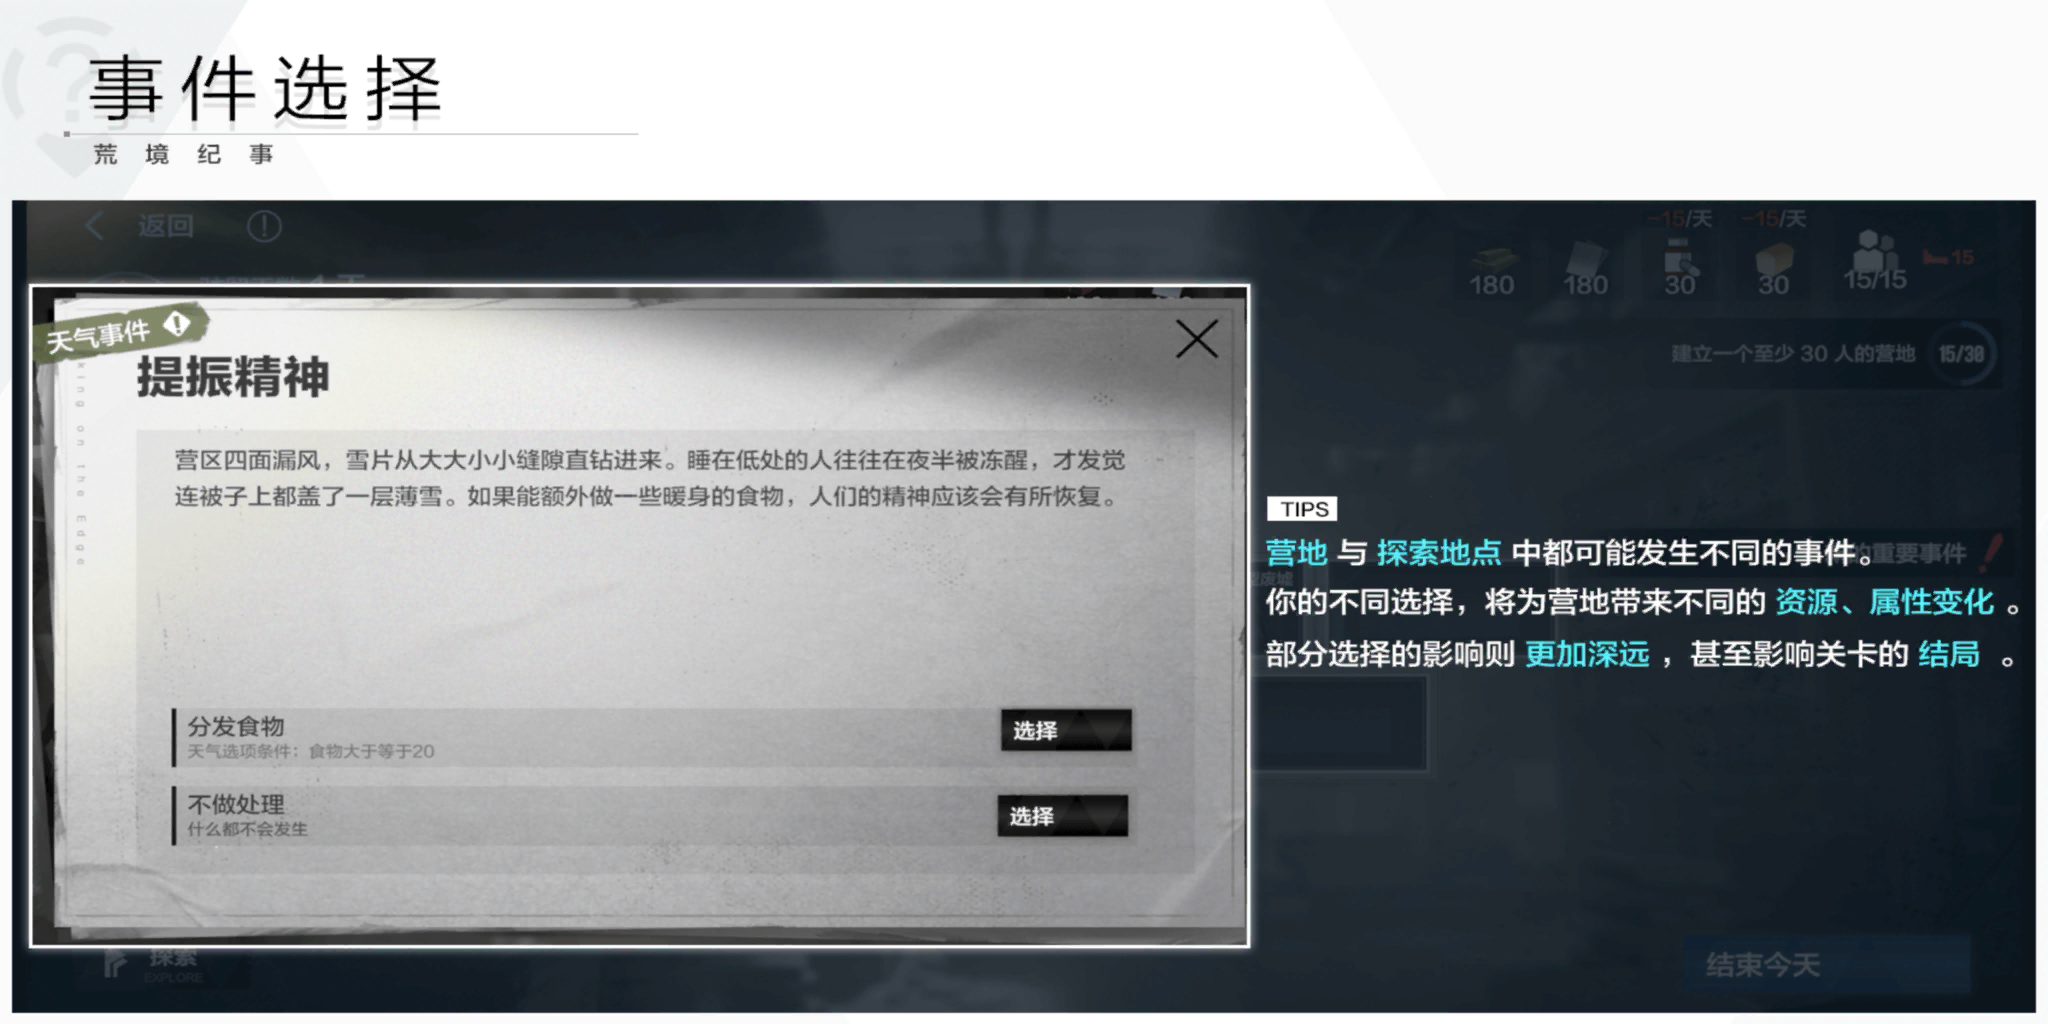 事件选择
荒境纪事
返回
-15/天
-15/天
180
180
30
30
15/15
15
建立一个至少 30 人的营地
15/30
天气事件
提振精神
king on the Edge
营区四面漏风，雪片从大大小小缝隙直钻进来。睡在低处的人往往在夜半被冻醒，才发觉
连被子上都盖了一层薄雪。如果能额外做一些暖身的食物，人们的精神应该会有所恢复。
分发食物
天气选项条件：食物大于等于20
选择
不做处理
什么都不会发生
选择
TIPS
营地 与 探索地点 中都可能发生不同的事件。
的重要事件
你的不同选择，将为营地带来不同的 资源、属性变化 。
部分选择的影响则 更加深远 ，甚至影响关卡的 结局 。
探索
EXPLORE
结束今天